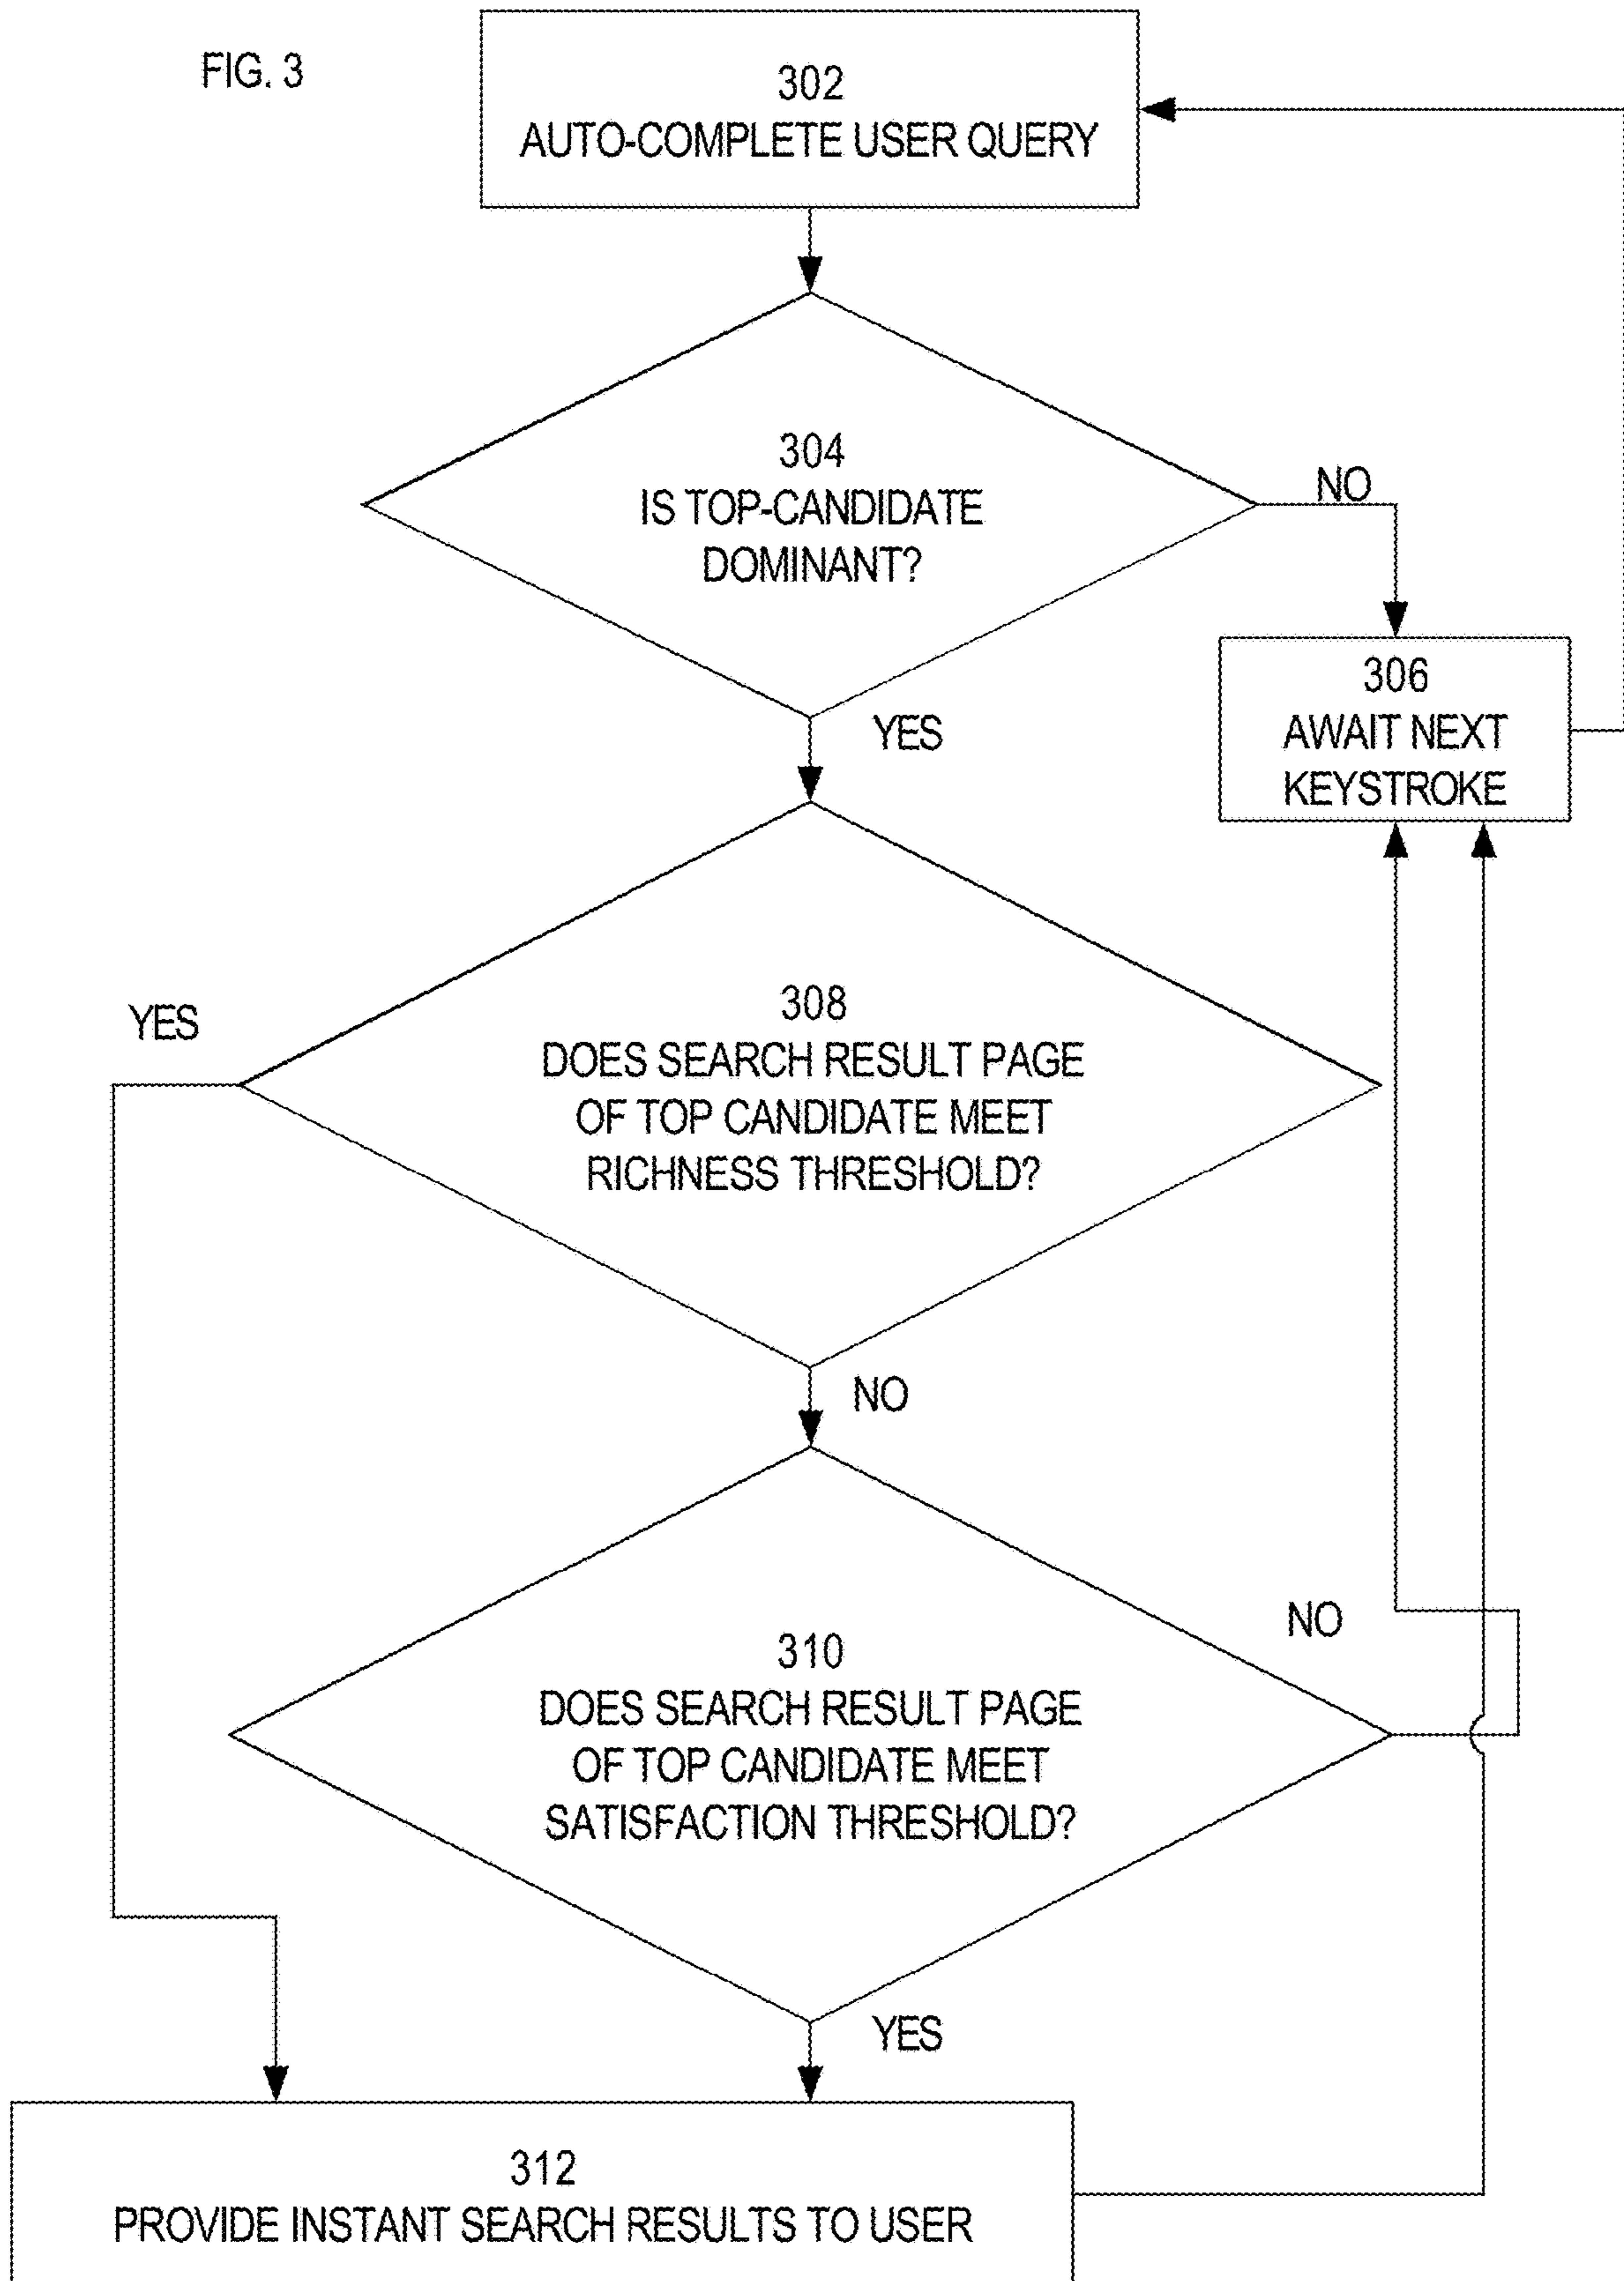 FIG. 3
302
AUTO-COMPLETE USER QUERY
304
IS TOP-CANDIDATE
DOMINANT?
NO
306
AWAIT NEXT
KEYSTROKE
YES
308
DOES SEARCH RESULT PAGE
OF TOP CANDIDATE MEET
RICHNESS THRESHOLD?
YES
NO
310
DOES SEARCH RESULT PAGE
OF TOP CANDIDATE MEET
SATISFACTION THRESHOLD?
NO
YES
312
PROVIDE INSTANT SEARCH RESULTS TO USER